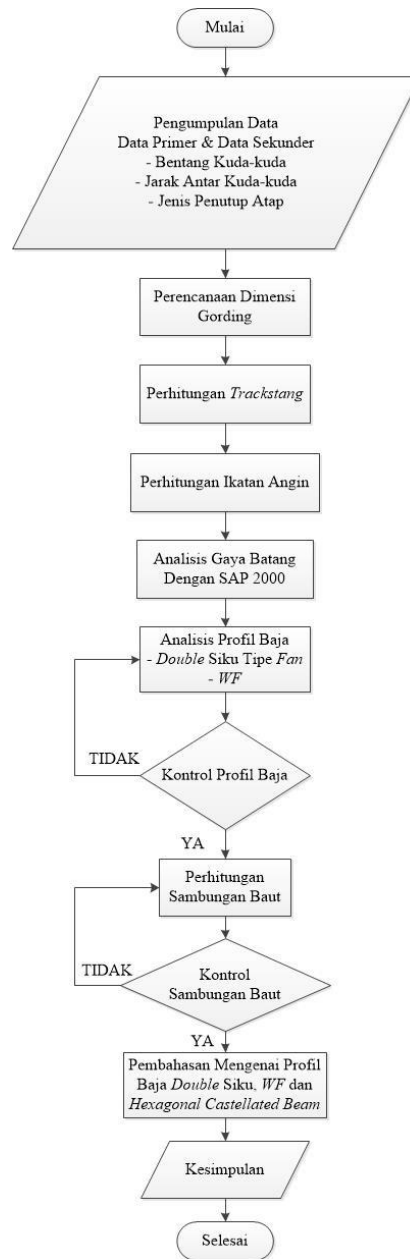 Mulai
Pengumpulan Data
Data Primer & Data Sekunder
- Bentang Kuda-kuda
- Jarak Antar Kuda-kuda
- Jenis Penutup Atap
Perencanaan Dimensi
Gording
Perhitungan Trackstang
Perhitungan Ikatan Angin
Analisis Gaya Batang
Dengan SAP 2000
Analisis Profil Baja
- Double Siku Tipe Fan
- WF
TIDAK
Kontrol Profil Baja
YA
Perhitungan
Sambungan Baut
TIDAK
Kontrol
Sambungan Baut
YA
Pembahasan Mengenai Profil
Baja Double Siku, WF dan
Hexagonal Castellated Beam
Kesimpulan
Selesai